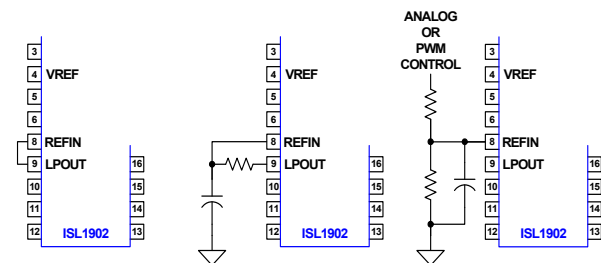 3
4 VREF
5
6
8 REFIN
9 LPOUT
10
11
12
16
15
14
13
ISL1902
3
4 VREF
5
6
8 REFIN
9 LPOUT
10
11
12
16
15
14
13
ISL1902
ANALOG
OR
PWM
CONTROL
3
4 VREF
5
6
8 REFIN
9 LPOUT
10
11
12
16
15
14
13
ISL1902